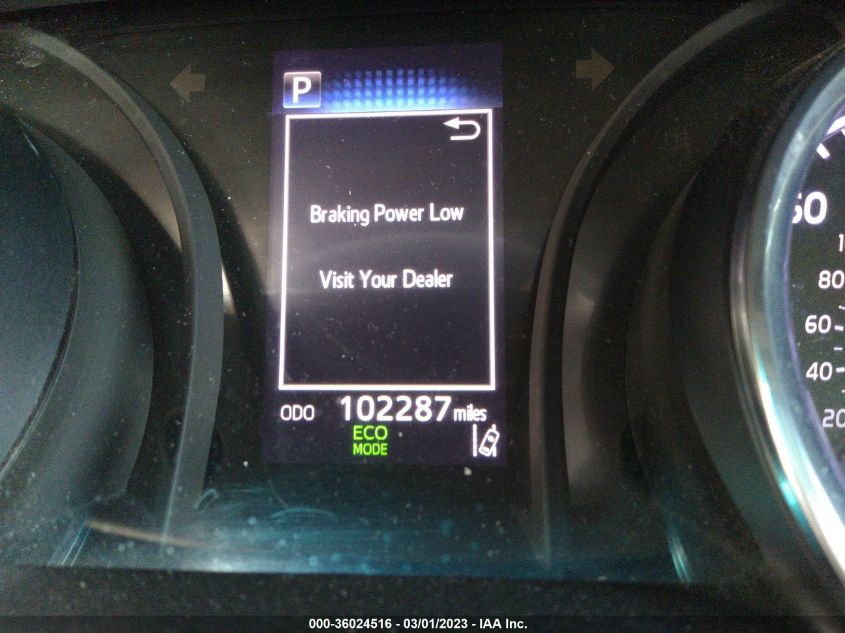 P
Braking Power Low
Visit Your Dealer
ODO 102287 miles
ECO
MODE
80
60
40
20
000-36024516 - 03/01/2023 - IAA Inc.